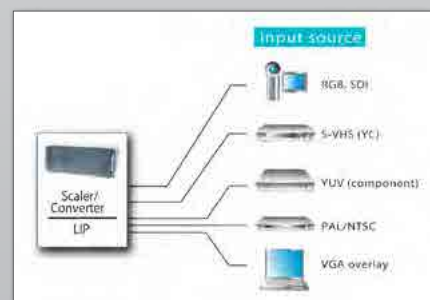 Input source
RGB, SDI
S-VHS (YC)
YUV (component)
PAL/NTSC
VGA overlay
Scaler/
Converter
LIP